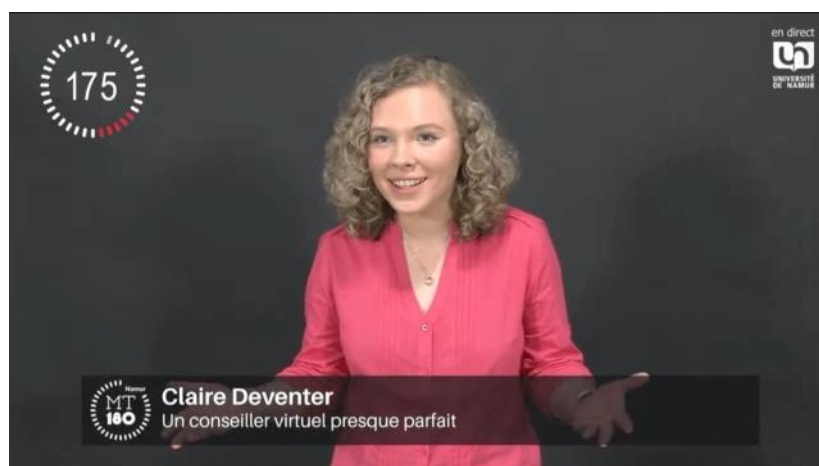 175
en direct
UNIVERSITÉ
DE NAMUR
Namur
MT
180
Claire Deventer
Un conseiller virtuel presque parfait